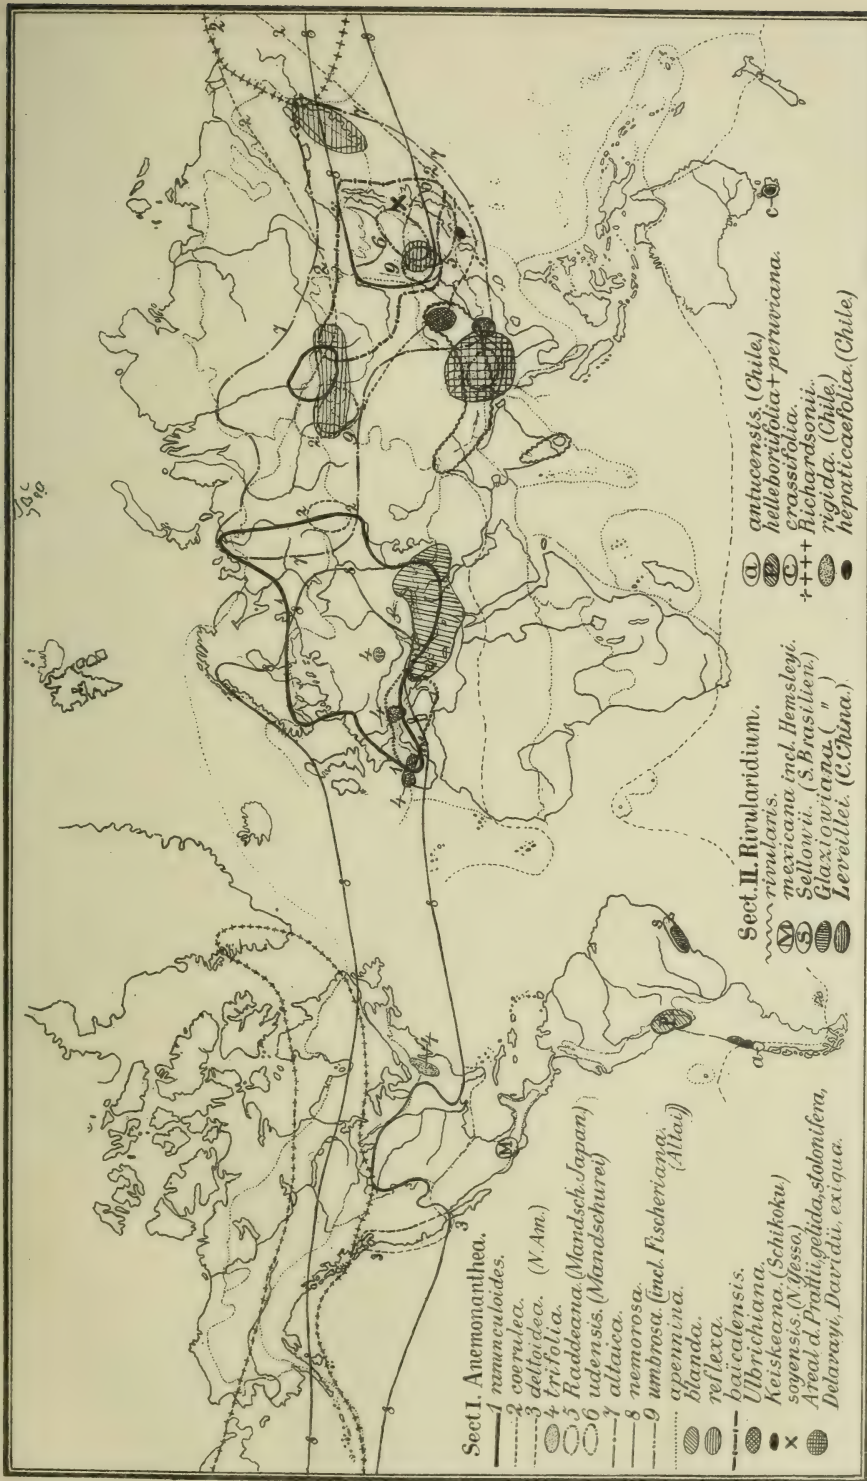 Sect I. Anemonanthea.
1 ranunculoides.
2 coerulea.
3 deltoidea. (N. Am.)
4 trifolia.
5 Raddeana. (Mandsch. Japan)
6 udensis. (Mandschurei)
7 altaica.
8 nemorosa.
9 umbrosa. (incl. Fischeriana.
(Altai))
apennina.
blanda.
reflexa.
baicalensis.
Ulbrichiana.
Keiskeana. (Schikoku.)
soyensis. (N. Yesso.)
Areal d. Prattii, gelida, stolonifera,
Delavayi, Davidii, exigua.
Sect. II. Rivularidium.
rivularis.
M mexicana incl. Hemsleyi.
S Sellowii. (S. Brasilien.)
Glaziowiana. ( " )
Leveillei. (C. China.)
a antucensis. (Chile.)
helleboriifolia + peruviana.
C crassifolia.
++++ Richardsonii.
rigida. (Chile.)
hepaticaefolia. (Chile.)